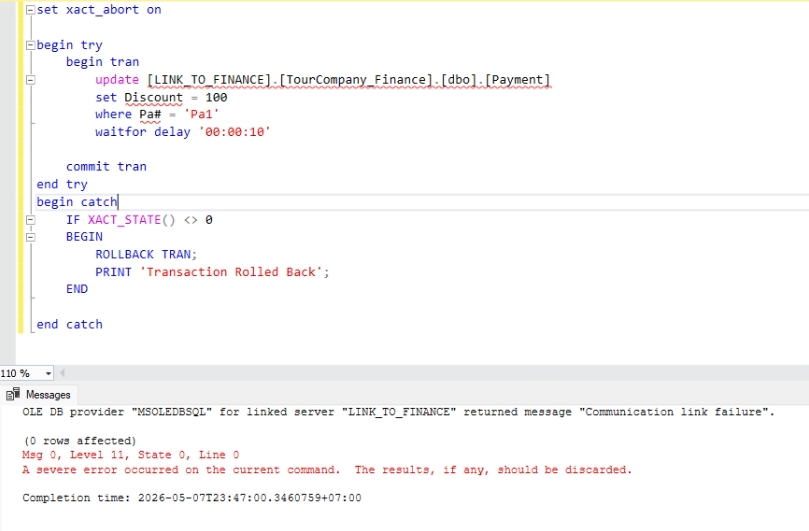 set xact_abort on
begin try
begin tran
update [LINK_TO_FINANCE].[TourCompany_Finance].[dbo].[Payment]
set Discount = 100
where Pa# = 'Pa1'
waitfor delay '00:00:10'
commit tran
end try
begin catch
IF XACT_STATE() <> 0
BEGIN
ROLLBACK TRAN;
PRINT 'Transaction Rolled Back';
END
end catch
110 %
Messages
OLE DB provider "MSOLEDBSQL" for linked server "LINK_TO_FINANCE" returned message "Communication link failure".
(0 rows affected)
Msg 0, Level 11, State 0, Line 0
A severe error occurred on the current command.  The results, if any, should be discarded.
Completion time: 2026-05-07T23:47:00.3460759+07:00